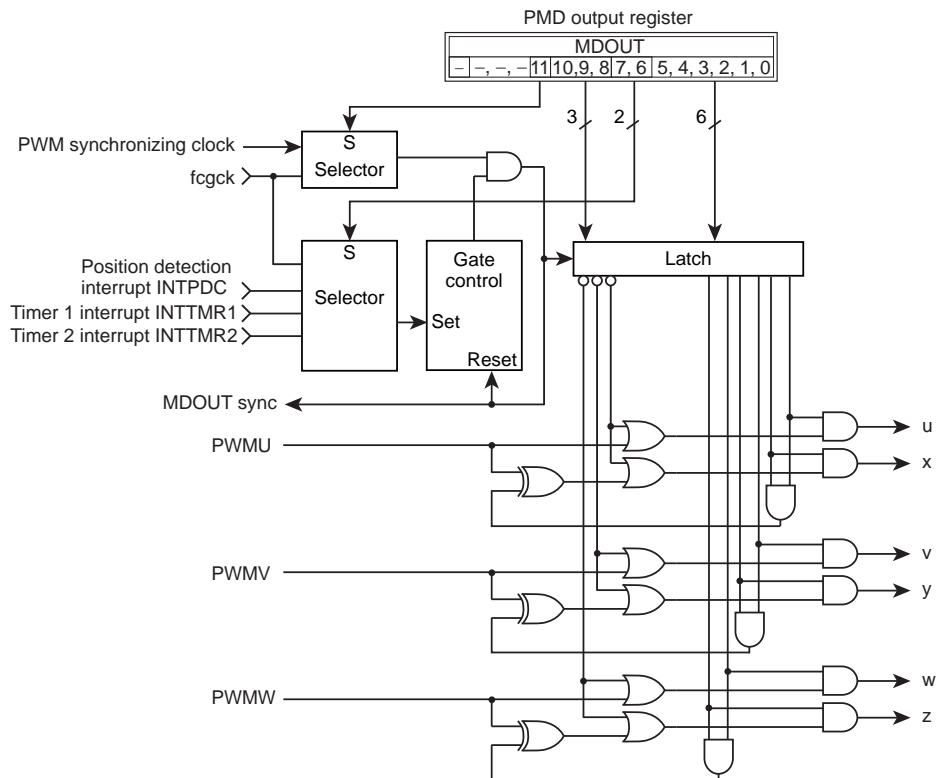 PMD output register
MDOUT
– –, –, – 11 10,9, 8 7, 6 5, 4, 3, 2, 1, 0
3 2 6
PWM synchronizing clock
S
Selector
fcgck
S
Selector
Gate
control
Set
Reset
Latch
Position detection
interrupt INTPDC
Timer 1 interrupt INTTMR1
Timer 2 interrupt INTTMR2
MDOUT sync
PWMU
u
x
PWMV
v
y
PWMW
w
z